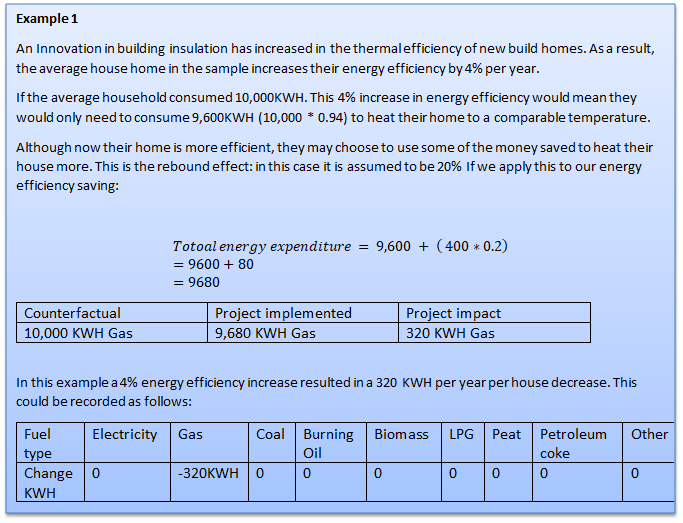 Example 1
An Innovation in building insulation has increased in the thermal efficiency of new build homes. As a result,
the average house home in the sample increases their energy efficiency by 4% per year.
If the average household consumed 10,000KWH. This 4% increase in energy efficiency would mean they
would only need to consume 9,600KWH (10,000 * 0.94) to heat their home to a comparable temperature.
Although now their home is more efficient, they may choose to use some of the money saved to heat their
house more. This is the rebound effect: in this case it is assumed to be 20% If we apply this to our energy
efficiency saving:
Totoal energy expenditure = 9,600 + (400 * 0.2)
= 9600 + 80
= 9680
Counterfactual Project implemented Project impact
10,000 KWH Gas 9,680 KWH Gas 320 KWH Gas
In this example a 4% energy efficiency increase resulted in a 320 KWH per year per house decrease. This
could be recorded as follows:
Fuel Electricity Gas Coal Burning Biomass LPG Peat Petroleum Other
type Oil coke
Change 0 -320KWH 0 0 0 0 0 0 0
KWH